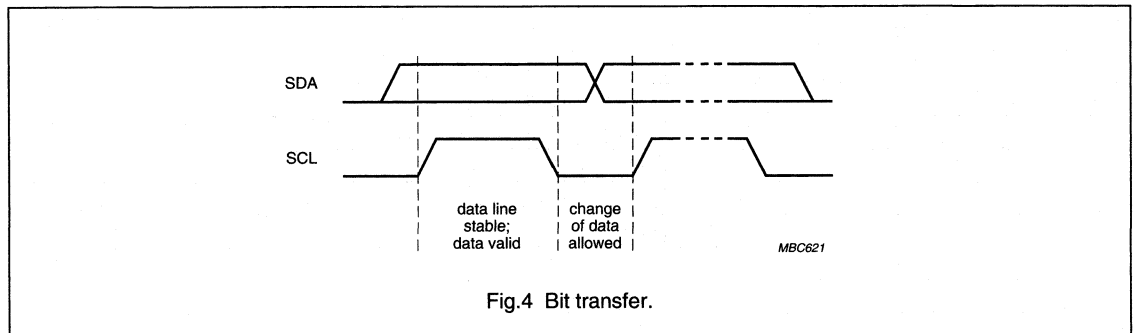 SDA
SCL
data line
stable;
data valid
change
of data
allowed
MBC621
Fig.4 Bit transfer.